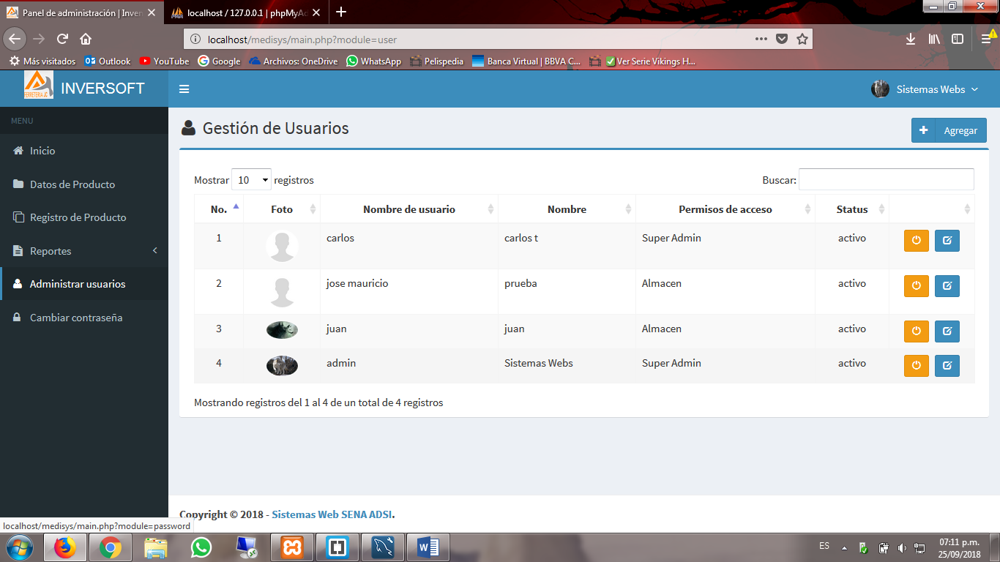 Panel de administración | Inver
localhost / 127.0.0.1 | phpMyAd
localhost/medisys/main.php?module=user
Más visitados Outlook YouTube Google Archivos: OneDrive WhatsApp Pelispedia Banca Virtual | BBVA C... Ver Serie Vikings H...
FERRETERIA JC
INVERSOFT
Sistemas Webs
MENU
Inicio
Datos de Producto
Registro de Producto
Reportes
Administrar usuarios
Cambiar contraseña
Gestión de Usuarios
Agregar
Mostrar 10 registros
Buscar:
No. Foto Nombre de usuario Nombre Permisos de acceso Status
1 carlos carlos t Super Admin activo
2 jose mauricio prueba Almacen activo
3 juan juan Almacen activo
4 admin Sistemas Webs Super Admin activo
Mostrando registros del 1 al 4 de un total de 4 registros
Copyright © 2018 - Sistemas Web SENA ADSI.
localhost/medisys/main.php?module=password
ES
07:11 p.m.
25/09/2018